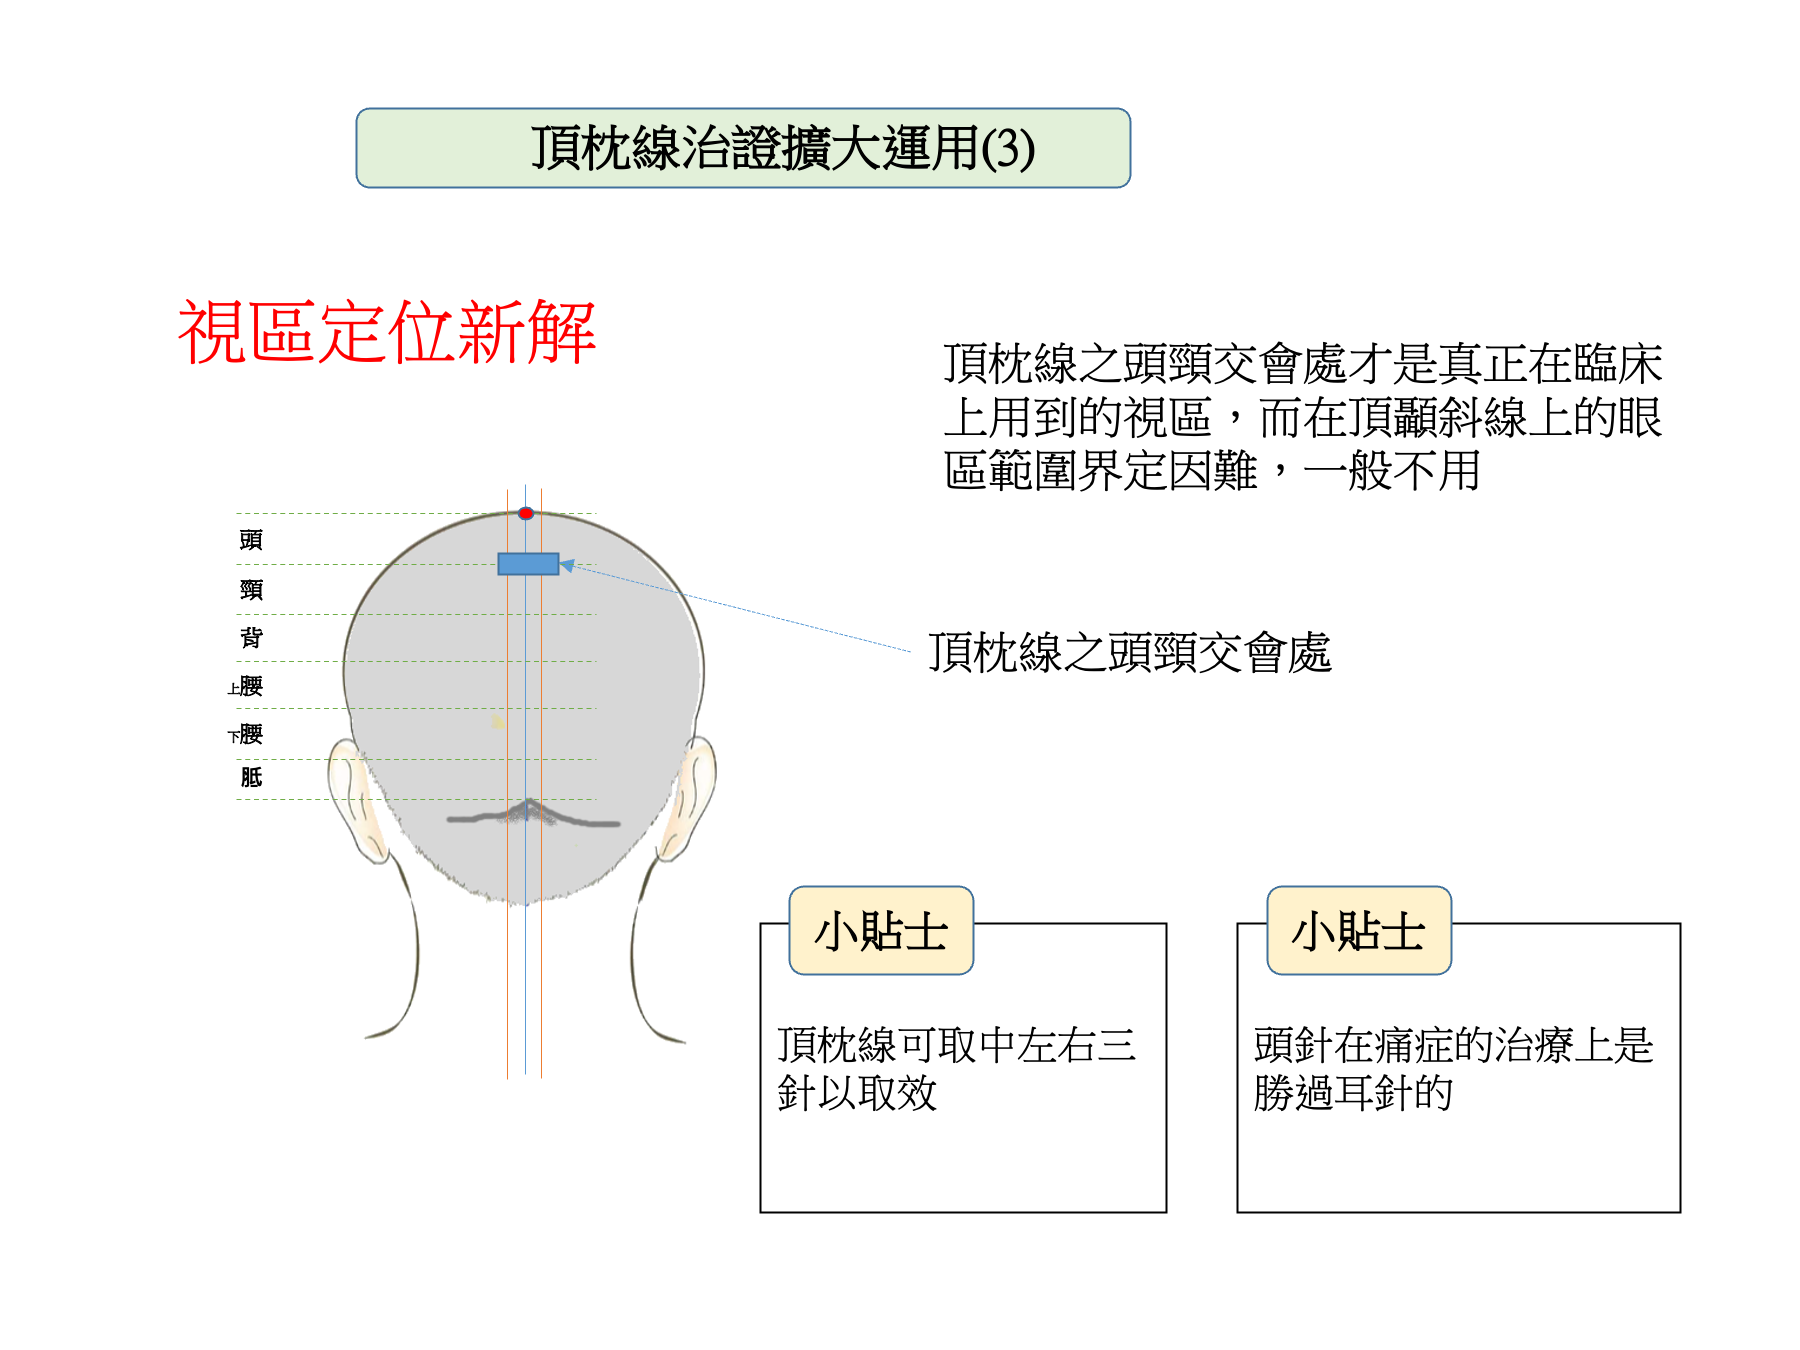 頂枕線治證擴大運用(3)
視區定位新解
頂枕線之頭頸交會處才是真正在臨床
上用到的視區，而在頂顳斜線上的眼
區範圍界定因難，一般不用
頭
頸
背
上腰
下腰
骶
頂枕線之頭頸交會處
小貼士
頂枕線可取中左右三
針以取效
小貼士
頭針在痛症的治療上是
勝過耳針的